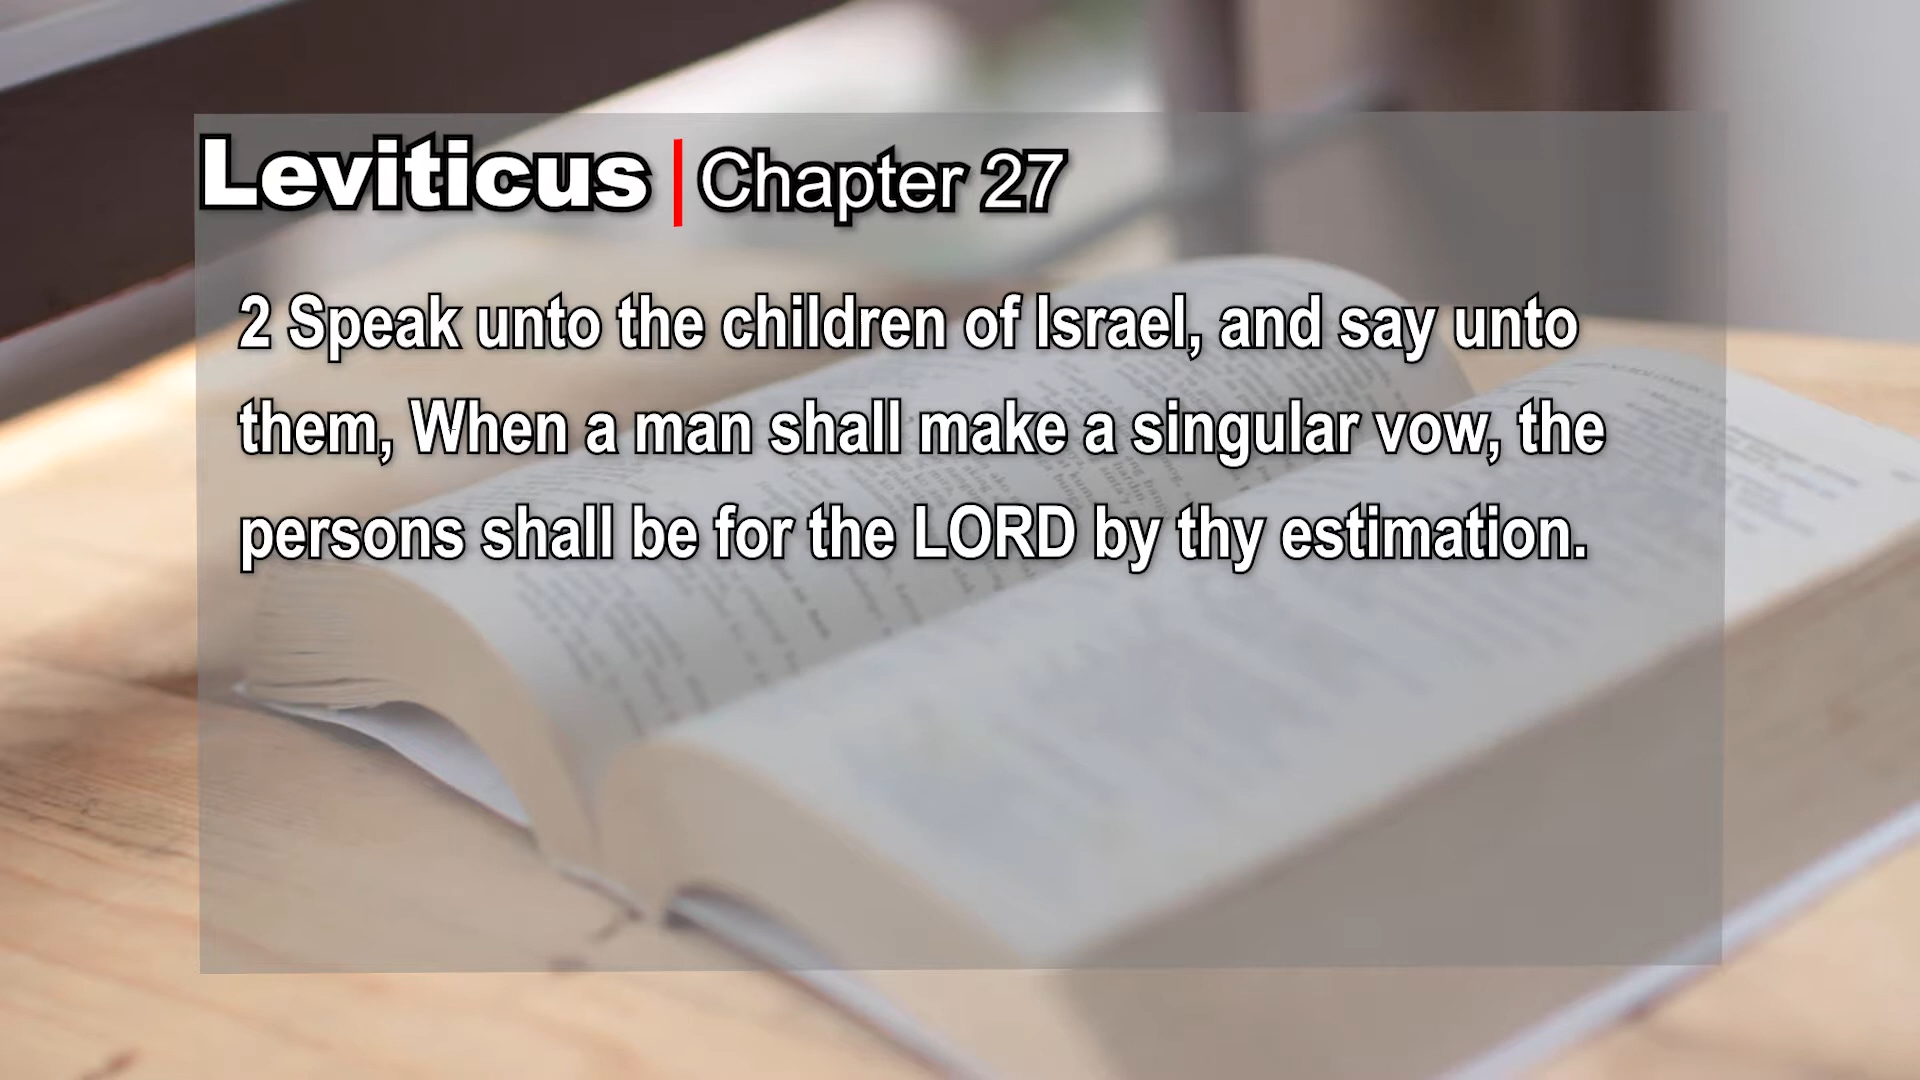 Leviticus | Chapter 27
2 Speak unto the children of Israel, and say unto
them, When a man shall make a singular vow, the
persons shall be for the LORD by thy estimation.